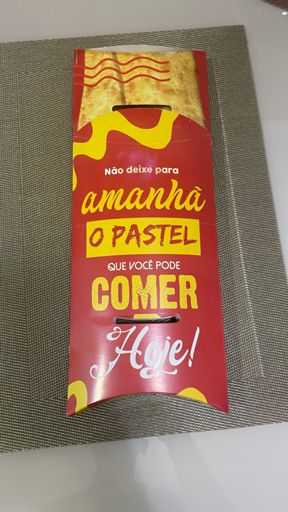 Não deixe para
amanhã
O PASTEL
QUE VOCÊ PODE
COMER
Hoje!